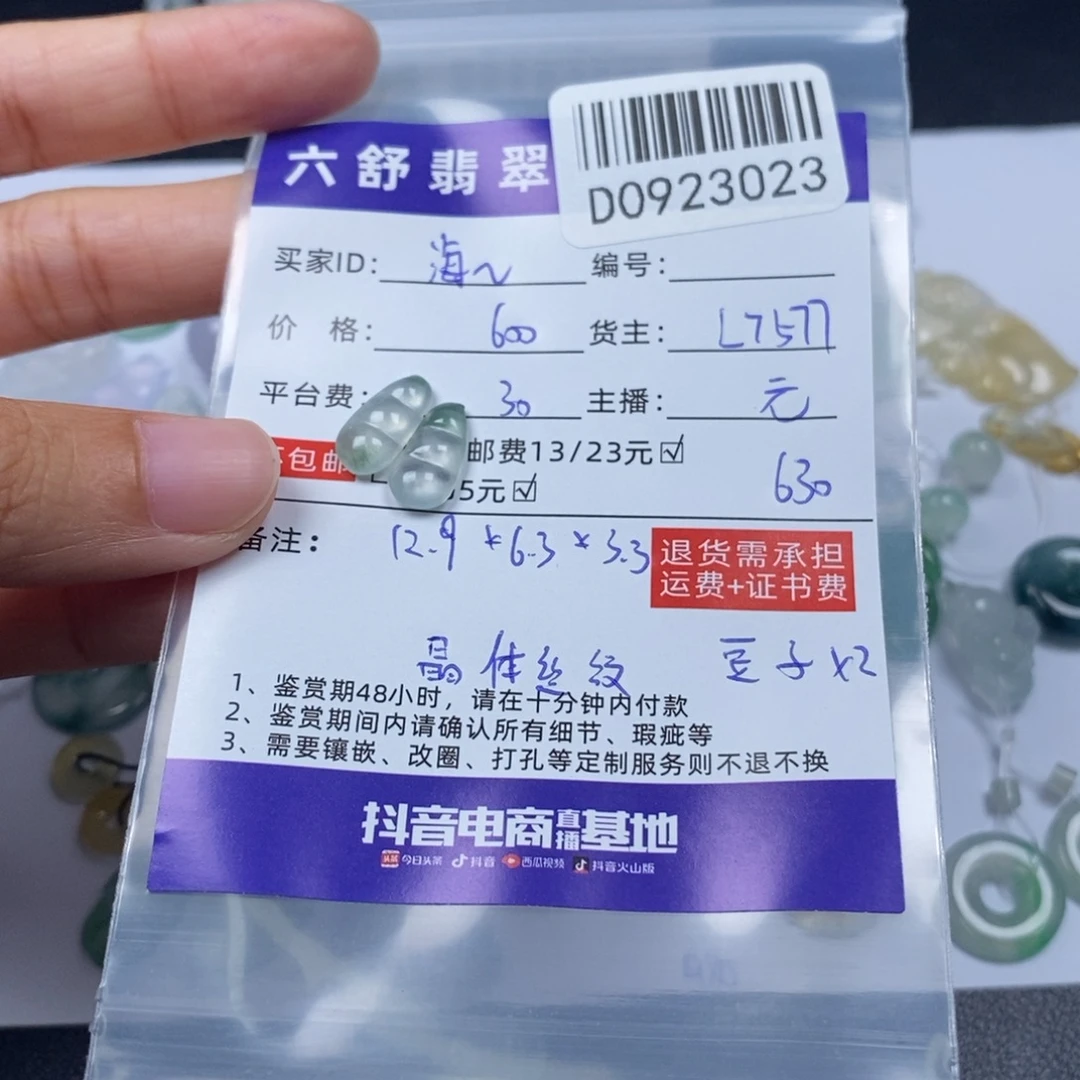 六舒翡翠
D0923023
买家ID: 海~ 编号:
价 格: 600 货主: L7577
平台费: 30 主播: 元
包邮 邮费13/23元☑
5元☑ 630
备注: 12.9*6.3*3.3 退货需承担
运费+证书费
晶体 纹 豆子x2
1、鉴赏期48小时，请在十分钟内付款
2、鉴赏期间内请确认所有细节、瑕疵等
3、需要镶嵌、改圈、打孔等定制服务则不退不换
抖音电商直播基地
头条 今日头条 抖音 西瓜视频 抖音火山版